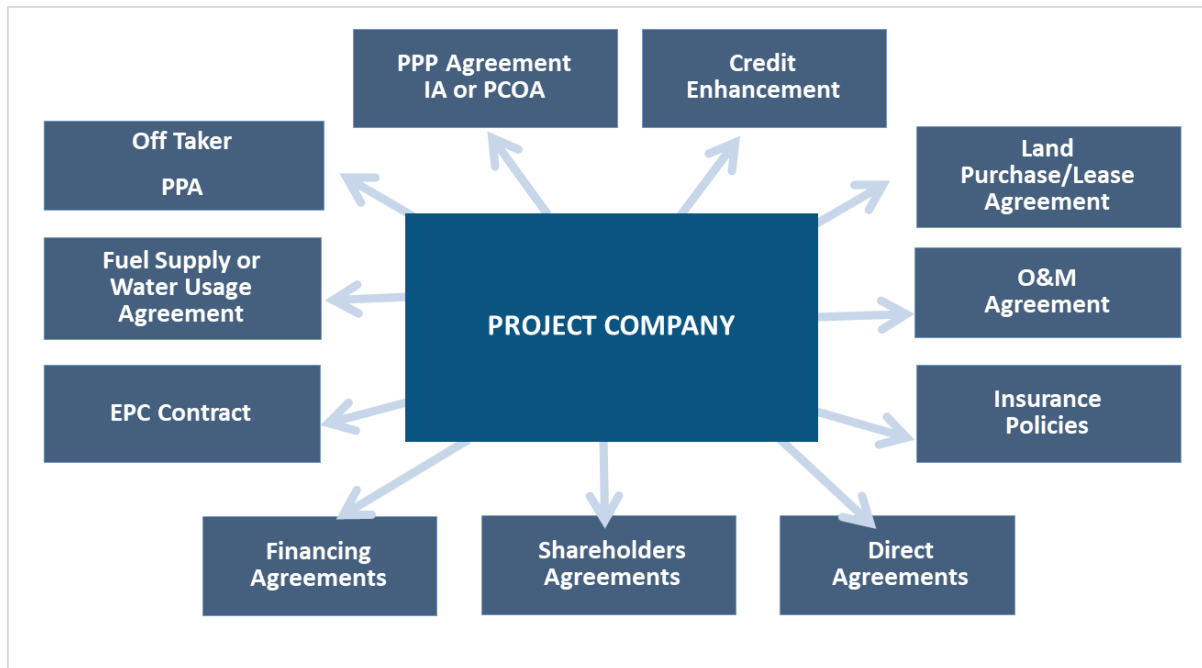 PPP Agreement
IA or PCOA
Credit
Enhancement
Off Taker
PPA
Land
Purchase/Lease
Agreement
Fuel Supply or
Water Usage
Agreement
PROJECT COMPANY
O&M
Agreement
EPC Contract
Insurance
Policies
Financing
Agreements
Shareholders
Agreements
Direct
Agreements